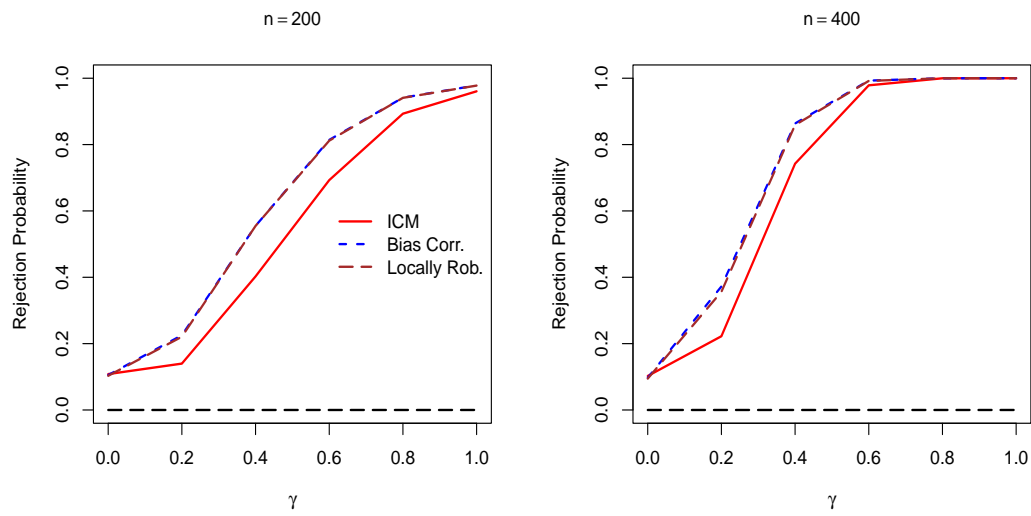 n = 200
Rejection Probability
1.0
0.8
0.6
0.4
0.2
0.0
ICM
Bias Corr.
Locally Rob.
0.0 0.2 0.4 0.6 0.8 1.0
γ
n = 400
Rejection Probability
1.0
0.8
0.6
0.4
0.2
0.0
0.0 0.2 0.4 0.6 0.8 1.0
γ